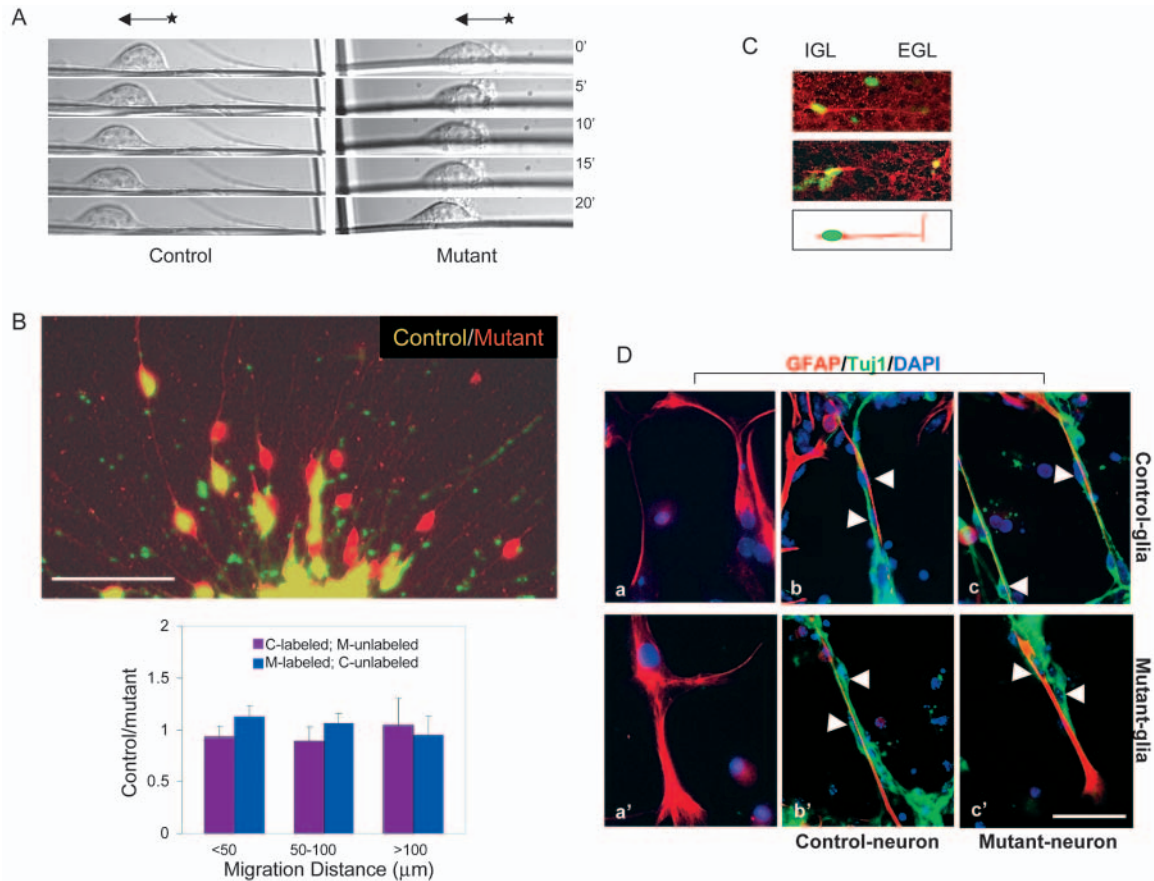 A
0'
5'
10'
15'
20'
Control
Mutant
B
Control/Mutant
2
1.5
1
0.5
0
Control/mutant
C-labeled; M-unlabeled
M-labeled; C-unlabeled
<50
50-100
>100
Migration Distance (μm)
C
IGL
EGL
D
GFAP/Tuj1/DAPI
a
b
c
Control-glia
a'
b'
c'
Mutant-glia
Control-neuron
Mutant-neuron